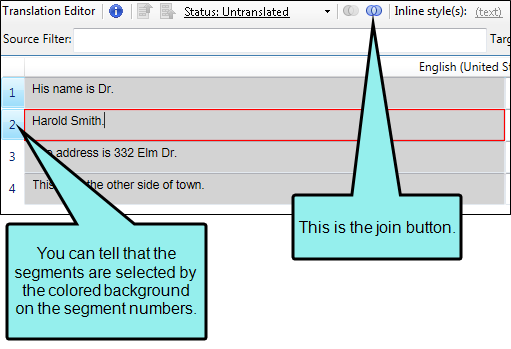 Translation Editor Status: Untranslated Inline style(s): (text)
Source Filter: Targ
English (United St
1 His name is Dr.
2 Harold Smith.
3 address is 332 Elm Dr.
4 This the other side of town.
This is the join button.
You can tell that the
segments are selected by
the colored background
on the segment numbers.